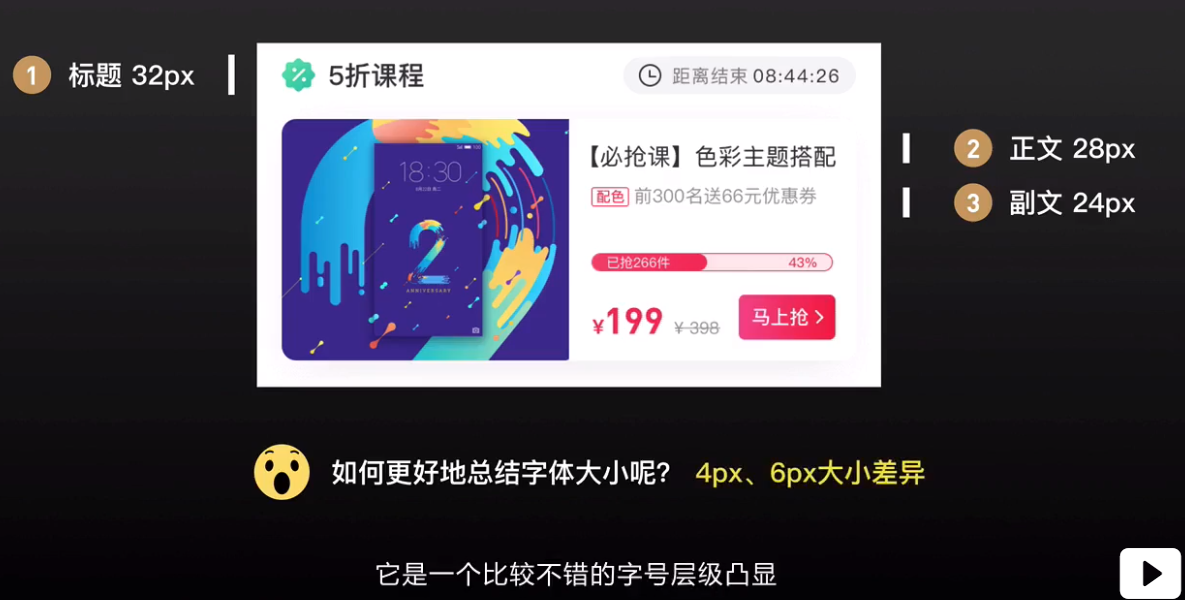 1 标题 32px
5折课程
距离结束 08:44:26
2 正文 28px
3 副文 24px
18:30
2
ANNIVERSARY
【必抢课】色彩主题搭配
配色 前300名送66元优惠券
已抢266件 43%
¥199 ¥398 马上抢
如何更好地总结字体大小呢? 4px、6px大小差异
它是一个比较不错的字号层级凸显